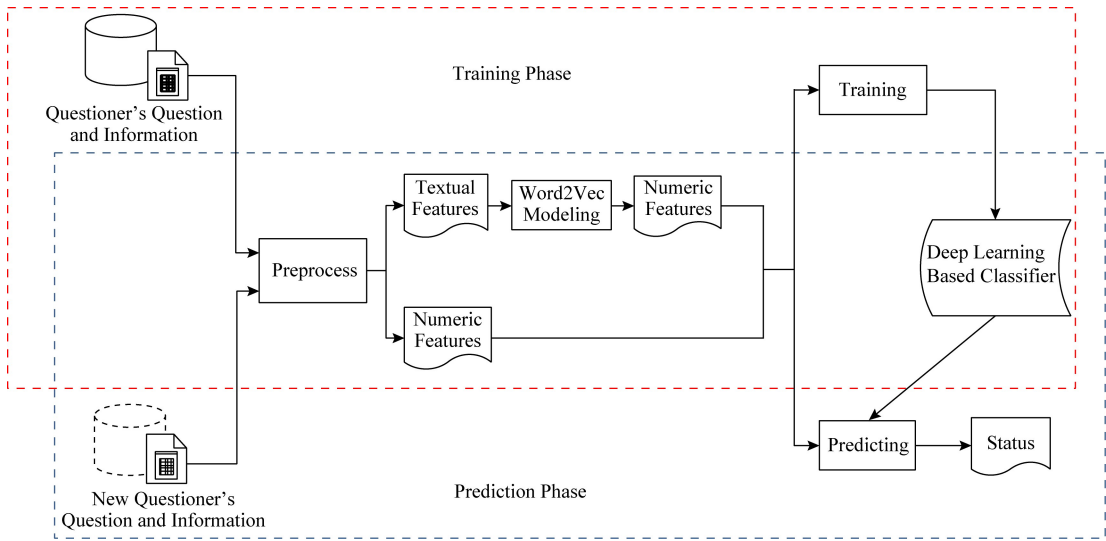 Training Phase
Questioner's Question
and Information
Training
Textual
Features
Word2Vec
Modeling
Numeric
Features
Preprocess
Deep Learning
Based Classifier
Numeric
Features
New Questioner's
Question and Information
Predicting
Status
Prediction Phase